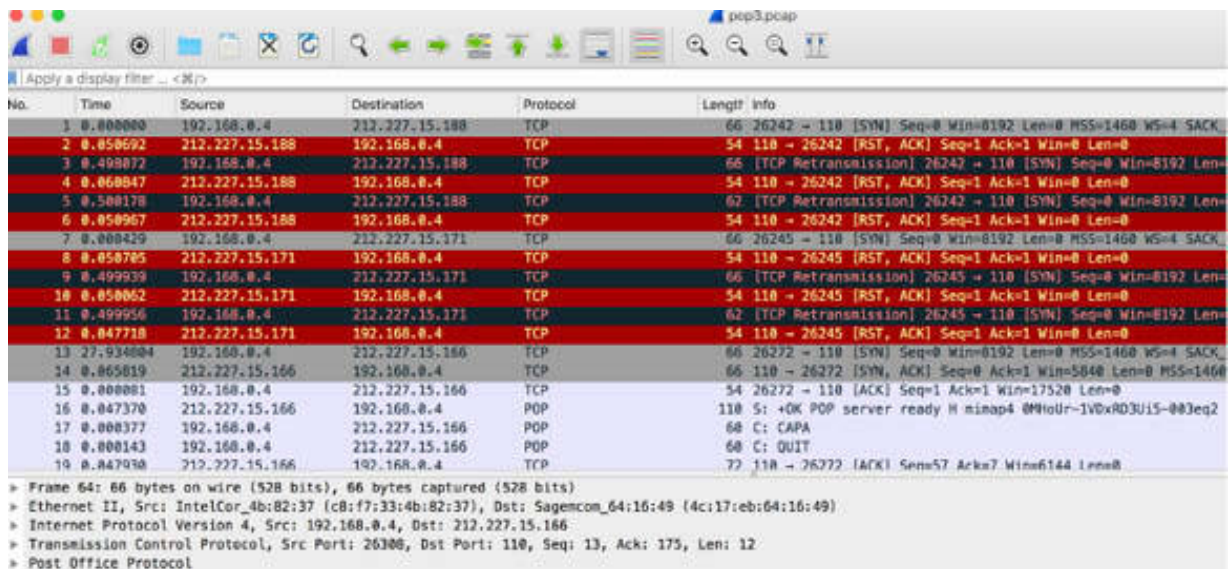 pop3.pcap
Apply a display filter ... <⌘/>
No. Time Source Destination Protocol Length Info
1 0.000000 192.168.0.4 212.227.15.188 TCP 66 26242 → 110 [SYN] Seq=0 Win=8192 Len=0 MSS=1460 WS=4 SACK_
2 0.050692 212.227.15.188 192.168.0.4 TCP 54 110 → 26242 [RST, ACK] Seq=1 Ack=1 Win=0 Len=0
3 0.498072 192.168.0.4 212.227.15.188 TCP 66 [TCP Retransmission] 26242 → 110 [SYN] Seq=0 Win=8192 Len=
4 0.060847 212.227.15.188 192.168.0.4 TCP 54 110 → 26242 [RST, ACK] Seq=1 Ack=1 Win=0 Len=0
5 0.500178 192.168.0.4 212.227.15.188 TCP 62 [TCP Retransmission] 26242 → 110 [SYN] Seq=0 Win=8192 Len=
6 0.050967 212.227.15.188 192.168.0.4 TCP 54 110 → 26242 [RST, ACK] Seq=1 Ack=1 Win=0 Len=0
7 0.000429 192.168.0.4 212.227.15.171 TCP 66 26245 → 110 [SYN] Seq=0 Win=8192 Len=0 MSS=1460 WS=4 SACK_
8 0.050705 212.227.15.171 192.168.0.4 TCP 54 110 → 26245 [RST, ACK] Seq=1 Ack=1 Win=0 Len=0
9 0.499939 192.168.0.4 212.227.15.171 TCP 66 [TCP Retransmission] 26245 → 110 [SYN] Seq=0 Win=8192 Len=
10 0.050062 212.227.15.171 192.168.0.4 TCP 54 110 → 26245 [RST, ACK] Seq=1 Ack=1 Win=0 Len=0
11 0.499956 192.168.0.4 212.227.15.171 TCP 62 [TCP Retransmission] 26245 → 110 [SYN] Seq=0 Win=8192 Len=
12 0.047718 212.227.15.171 192.168.0.4 TCP 54 110 → 26245 [RST, ACK] Seq=1 Ack=1 Win=0 Len=0
13 27.934804 192.168.0.4 212.227.15.166 TCP 66 26272 → 110 [SYN] Seq=0 Win=8192 Len=0 MSS=1460 WS=4 SACK_
14 0.065819 212.227.15.166 192.168.0.4 TCP 66 110 → 26272 [SYN, ACK] Seq=0 Ack=1 Win=5840 Len=0 MSS=1460
15 0.000081 192.168.0.4 212.227.15.166 TCP 54 26272 → 110 [ACK] Seq=1 Ack=1 Win=17520 Len=0
16 0.047370 212.227.15.166 192.168.0.4 POP 110 S: +OK POP server ready H mimap4 0MHoUr-1VDxRD3Ui5-003eq2
17 0.000377 192.168.0.4 212.227.15.166 POP 60 C: CAPA
18 0.000143 192.168.0.4 212.227.15.166 POP 60 C: QUIT
19 0.047930 212.227.15.166 192.168.0.4 TCP 72 110 → 26272 [ACK] Seq=57 Ack=7 Win=6144 Len=0
Frame 64: 66 bytes on wire (528 bits), 66 bytes captured (528 bits)
Ethernet II, Src: IntelCor_4b:82:37 (c8:f7:33:4b:82:37), Dst: Sagemcom_64:16:49 (4c:17:eb:64:16:49)
Internet Protocol Version 4, Src: 192.168.0.4, Dst: 212.227.15.166
Transmission Control Protocol, Src Port: 26308, Dst Port: 110, Seq: 13, Ack: 175, Len: 12
Post Office Protocol